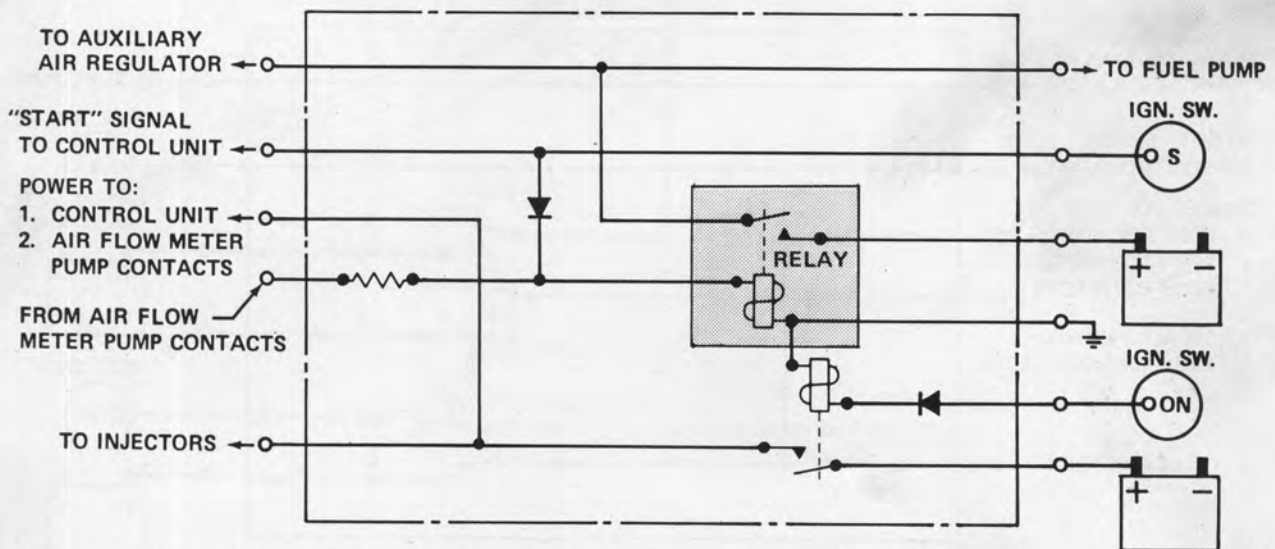 TO AUXILIARY
AIR REGULATOR
TO FUEL PUMP
"START" SIGNAL
TO CONTROL UNIT
IGN. SW.
S
POWER TO:
1. CONTROL UNIT
2. AIR FLOW METER
PUMP CONTACTS
RELAY
+ −
FROM AIR FLOW
METER PUMP CONTACTS
IGN. SW.
ON
TO INJECTORS
+ −